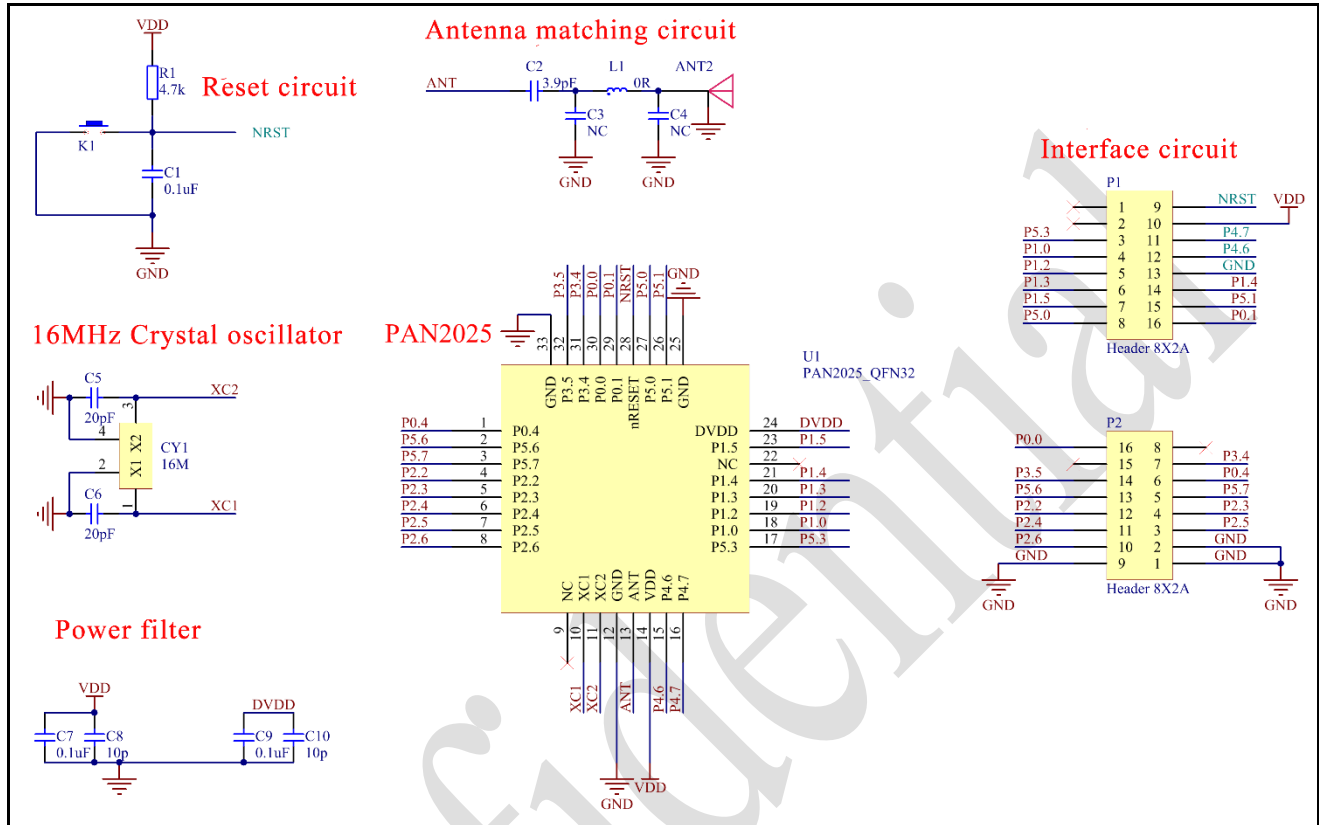 VDD
R1
4.7k
Reset circuit
K1
NRST
C1
0.1uF
GND
Antenna matching circuit
ANT
C2
3.9pF
L1
0R
ANT2
C3
NC
C4
NC
GND
GND
GND
Interface circuit
P1
1 9 NRST VDD
2 10
P5.3 3 11 P4.7
P1.0 4 12 P4.6
P1.2 5 13 GND
P1.3 6 14 P1.4
P1.5 7 15 P5.1
P5.0 8 16 P0.1
Header 8X2A
16MHz Crystal oscillator
C5
20pF
XC2
3
4
X2
CY1
16M
2
X1
1
C6
20pF
XC1
PAN2025
P3.5 P3.4 P0.0 P0.1 NRST P5.0 P5.1 GND
33 32 31 30 29 28 27 26 25
GND P3.5 P3.4 P0.0 P0.1 nRESET P5.0 P5.1 GND
U1
PAN2025_QFN32
P0.4 1 P0.4
P5.6 2 P5.6
P5.7 3 P5.7
P2.2 4 P2.2
P2.3 5 P2.3
P2.4 6 P2.4
P2.5 7 P2.5
P2.6 8 P2.6
DVDD 24 DVDD
P1.5 23 P1.5
NC 22
P1.4 21 P1.4
P1.3 20 P1.3
P1.2 19 P1.2
P1.0 18 P1.0
P5.3 17 P5.3
NC XC1 XC2 GND ANT VDD P4.6 P4.7
9 10 11 12 13 14 15 16
XC1 XC2 ANT P4.6 P4.7
GND VDD
P2
P0.0 16 8
15 7 P3.4
P3.5 14 6 P0.4
P5.6 13 5 P5.7
P2.2 12 4 P2.3
P2.4 11 3 P2.5
P2.6 10 2 GND
GND 9 1 GND
Header 8X2A
GND
GND
Power filter
VDD
C7
0.1uF
C8
10p
DVDD
C9
0.1uF
C10
10p
fidential